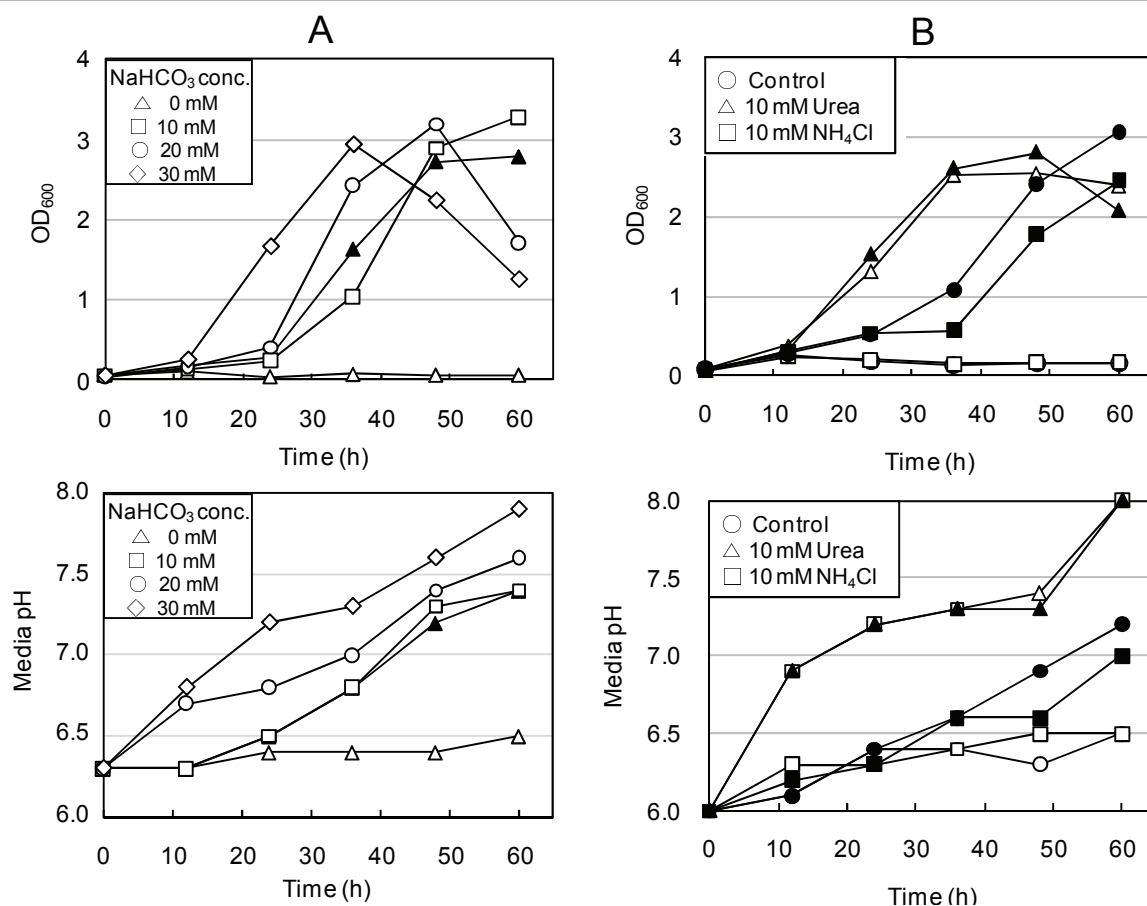 A
4
3
2
1
0
OD600
NaHCO3 conc.
0 mM
10 mM
20 mM
30 mM
0 10 20 30 40 50 60
Time (h)
B
4
3
2
1
0
OD600
Control
10 mM Urea
10 mM NH4Cl
0 10 20 30 40 50 60
Time (h)
8.0
7.5
7.0
6.5
6.0
Media pH
NaHCO3 conc.
0 mM
10 mM
20 mM
30 mM
0 10 20 30 40 50 60
Time (h)
8.0
7.5
7.0
6.5
6.0
Media pH
Control
10 mM Urea
10 mM NH4Cl
0 10 20 30 40 50 60
Time (h)